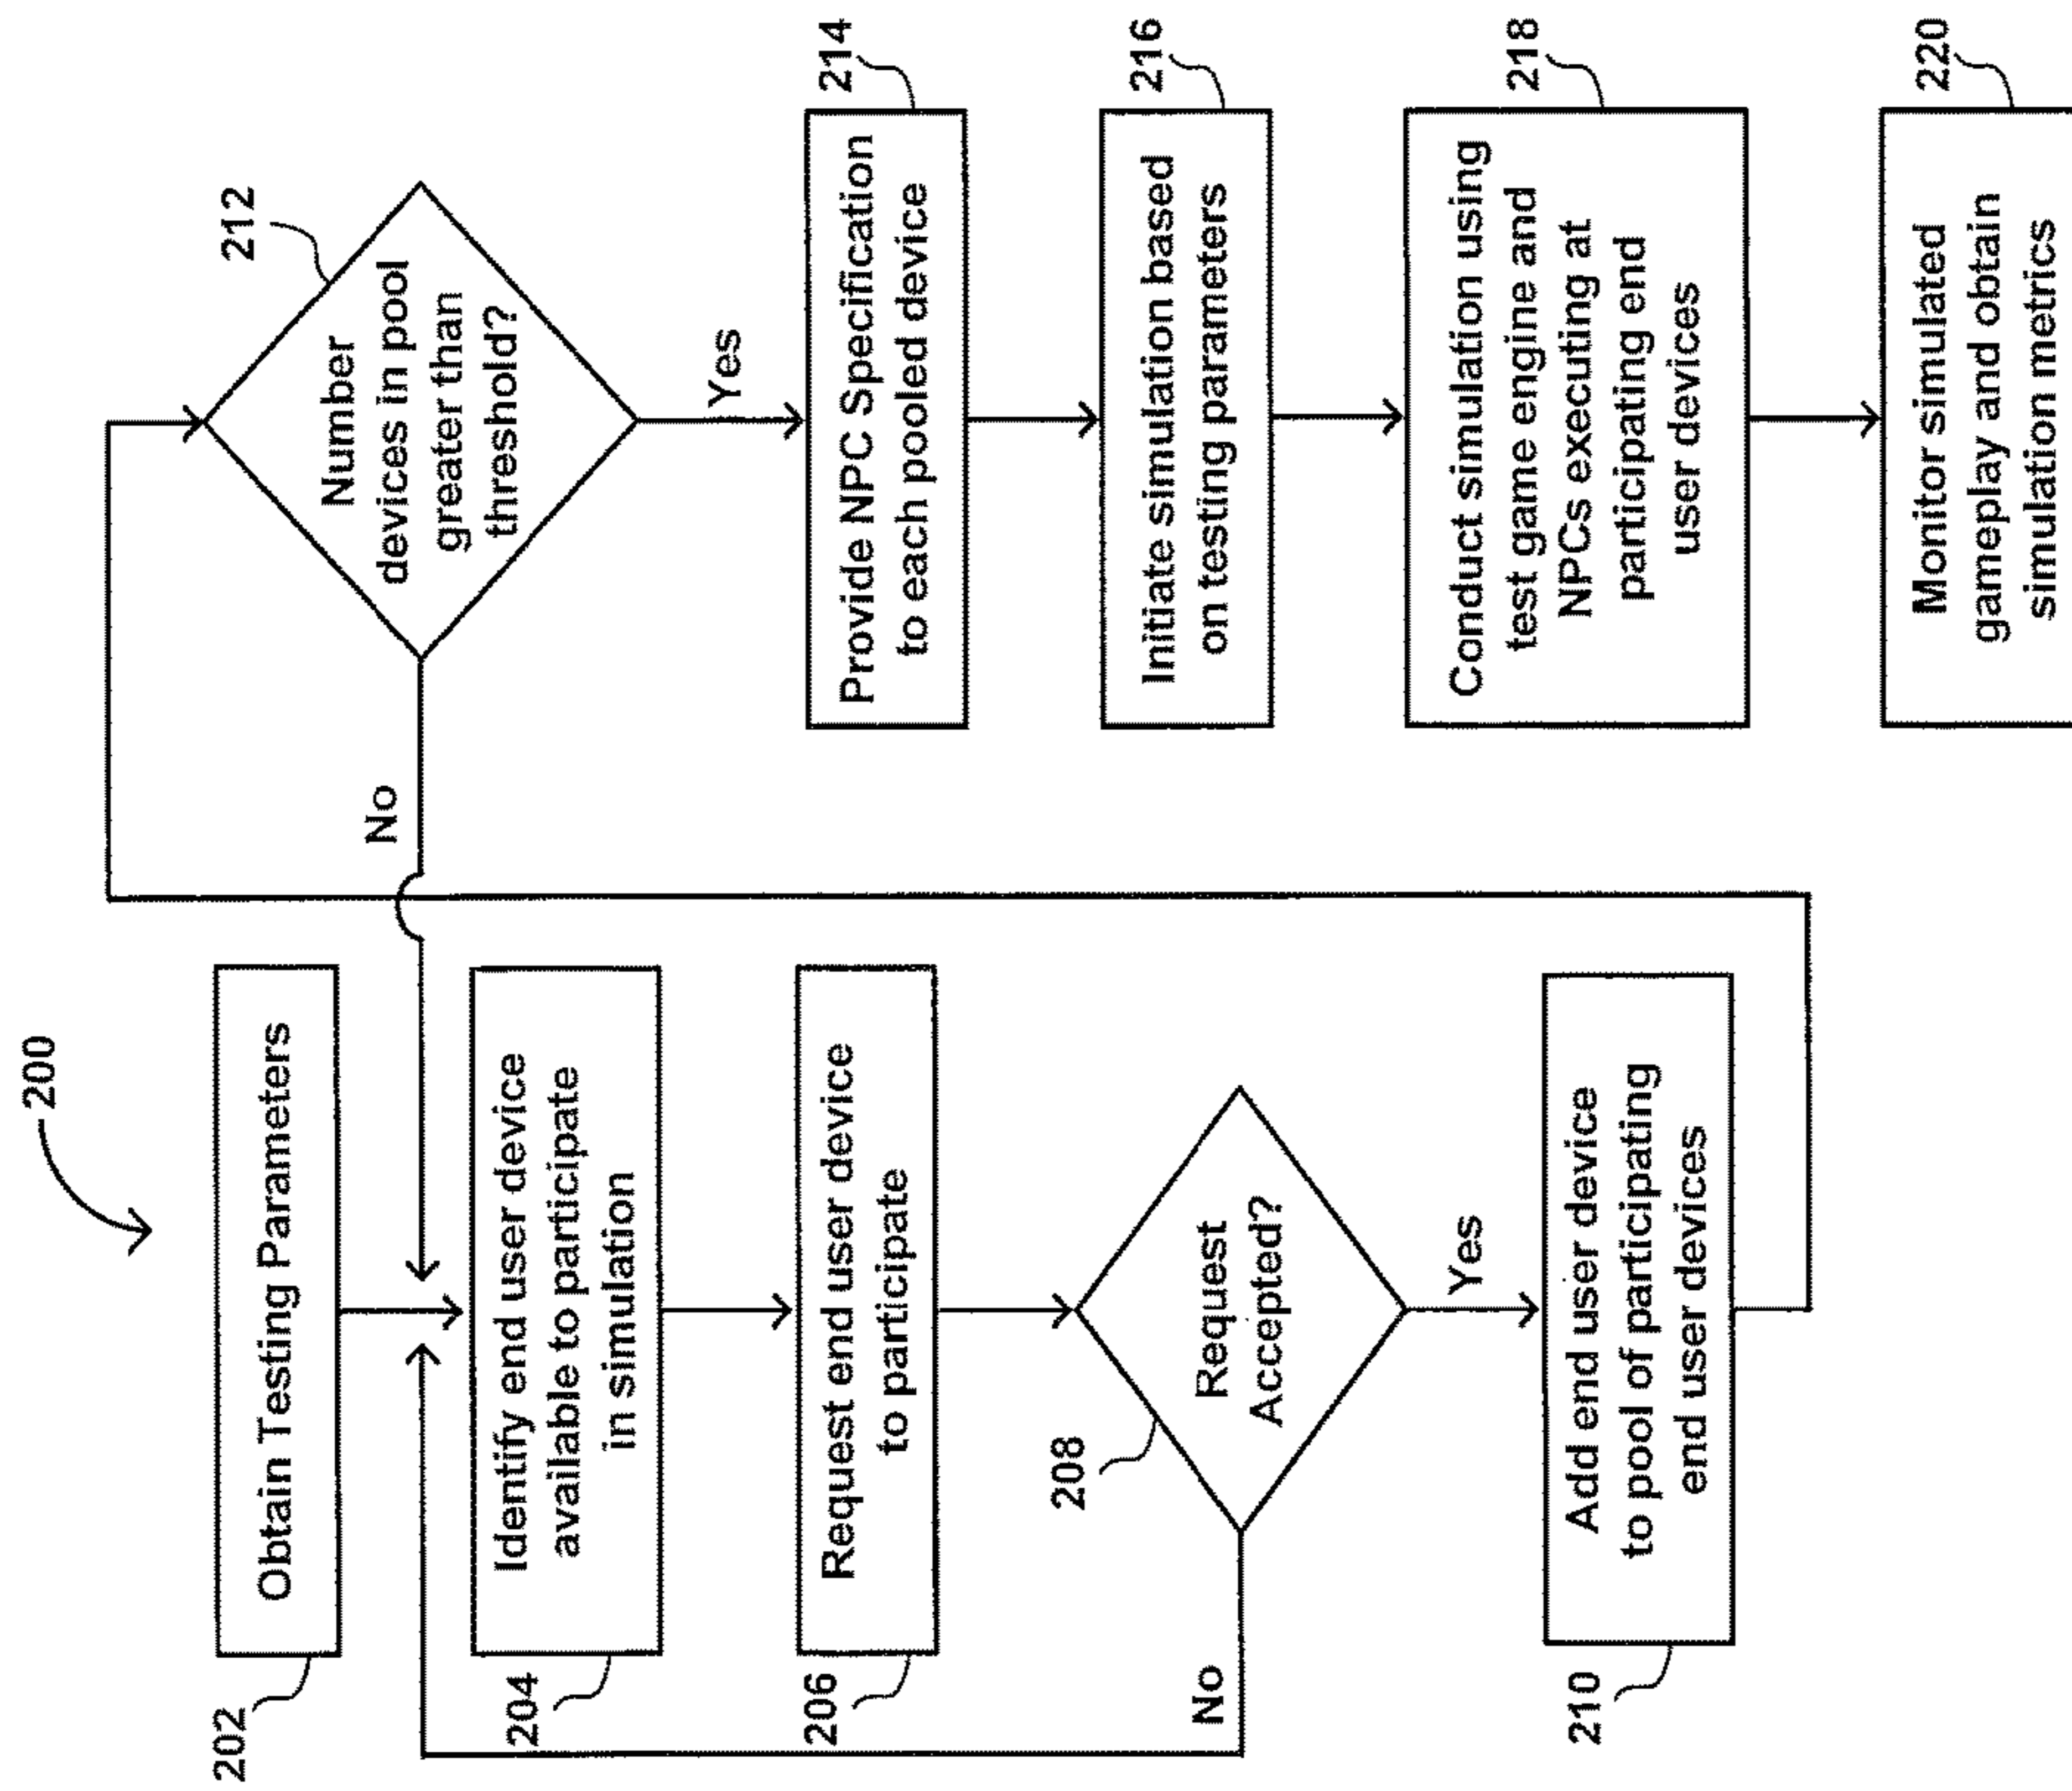 200
202
Obtain Testing Parameters
204
Identify end user device
available to participate
in simulation
206
Request end user device
to participate
208
Request
Accepted?
No
Yes
210
Add end user device
to pool of participating
end user devices
212
Number
devices in pool
greater than
threshold?
No
Yes
214
Provide NPC Specification
to each pooled device
216
Initiate simulation based
on testing parameters
218
Conduct simulation using
test game engine and
NPCs executing at
participating end
user devices
220
Monitor simulated
gameplay and obtain
simulation metrics